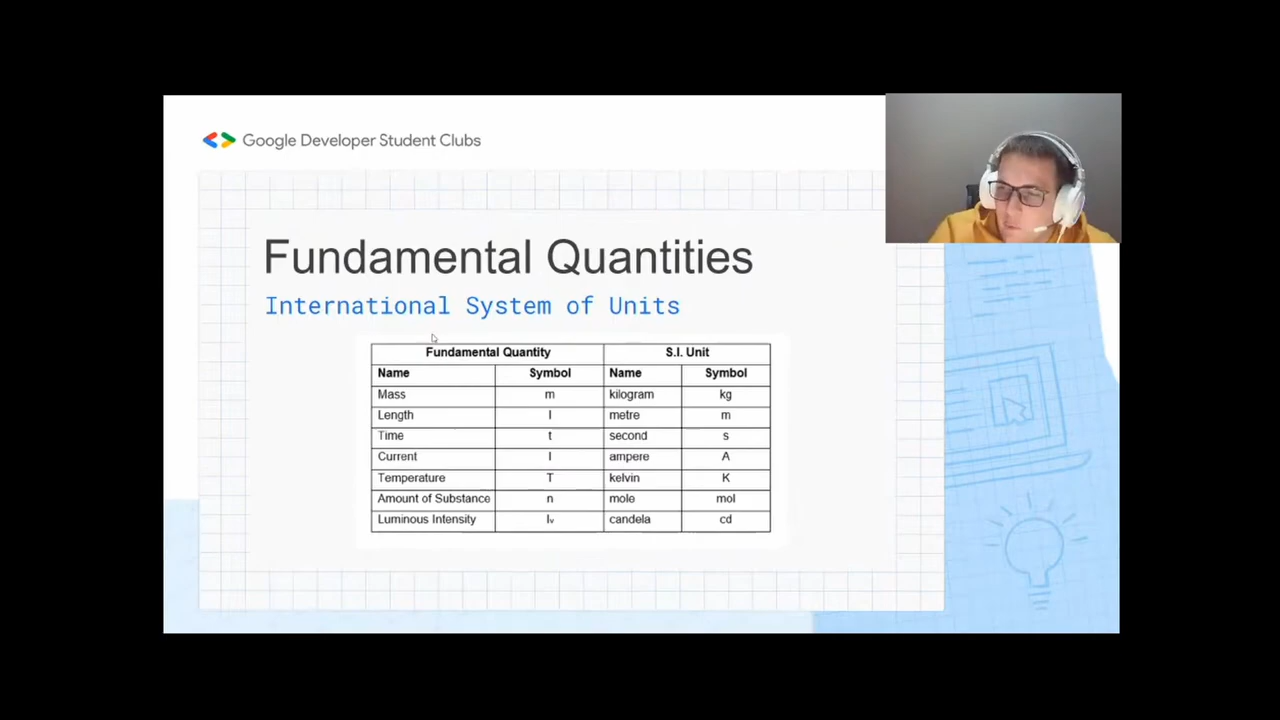 Google Developer Student Clubs
Fundamental Quantities
International System of Units
Fundamental Quantity S.I. Unit
Name Symbol Name Symbol
Mass m kilogram kg
Length l metre m
Time t second s
Current I ampere A
Temperature T kelvin K
Amount of Substance n mole mol
Luminous Intensity Iv candela cd